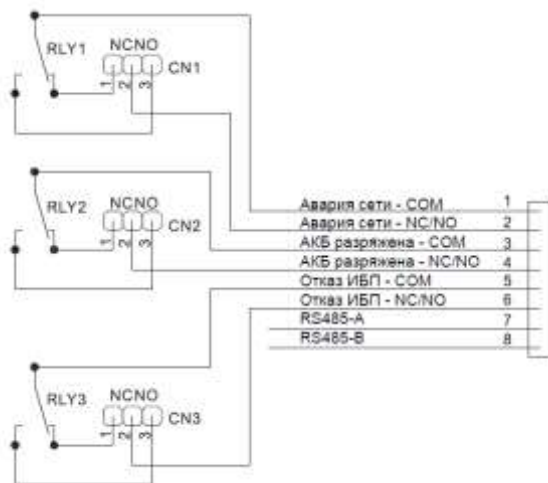 RLY1
NCNO
CN1
1
2
3
RLY2
NCNO
CN2
1
2
3
Авария сети - COM 1
Авария сети - NC/NO 2
АКБ разряжена - COM 3
АКБ разряжена - NC/NO 4
Отказ ИБП - COM 5
Отказ ИБП - NC/NO 6
RS485-A 7
RS485-B 8
RLY3
NCNO
CN3
1
2
3